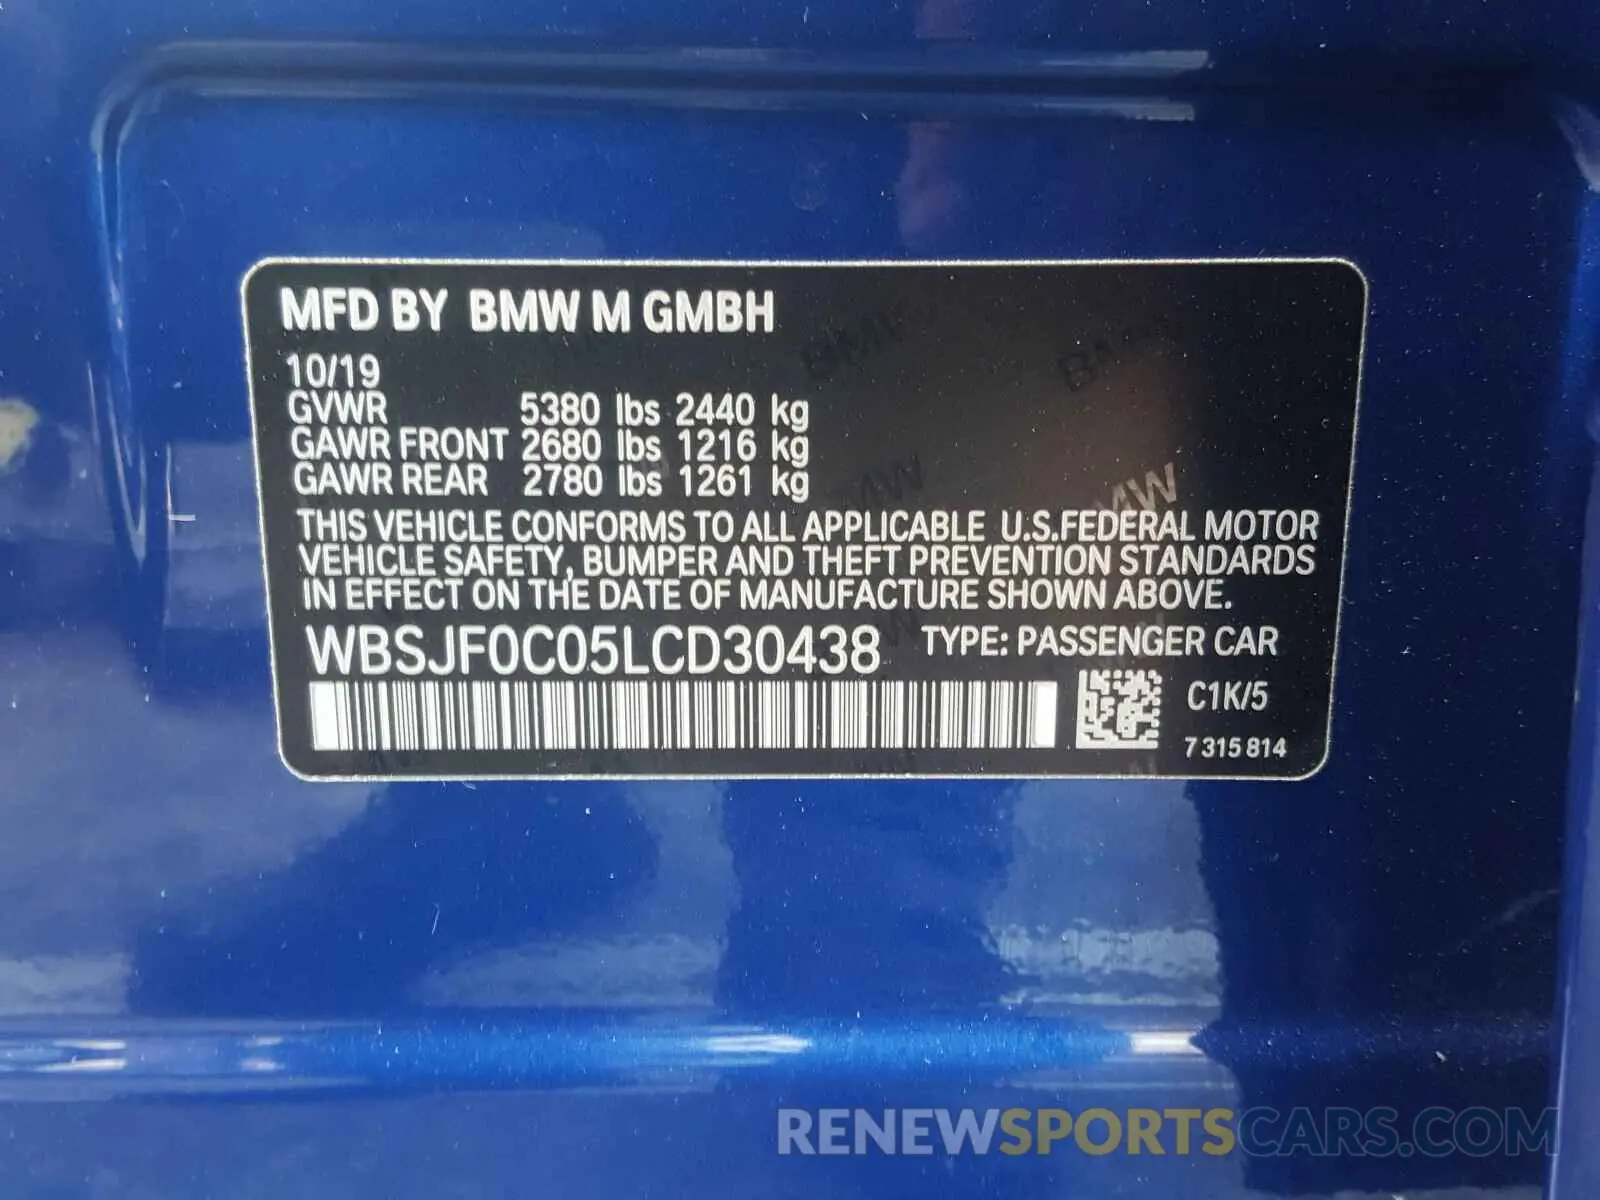 MFD BY BMW M GMBH
10/19
GVWR 5380 lbs 2440 kg
GAWR FRONT 2680 lbs 1216 kg
GAWR REAR 2780 lbs 1261 kg
THIS VEHICLE CONFORMS TO ALL APPLICABLE U.S.FEDERAL MOTOR
VEHICLE SAFETY, BUMPER AND THEFT PREVENTION STANDARDS
IN EFFECT ON THE DATE OF MANUFACTURE SHOWN ABOVE.
WBSJF0C05LCD30438 TYPE: PASSENGER CAR
C1K/5
7 315 814
RENEWSPORTSCARS.COM